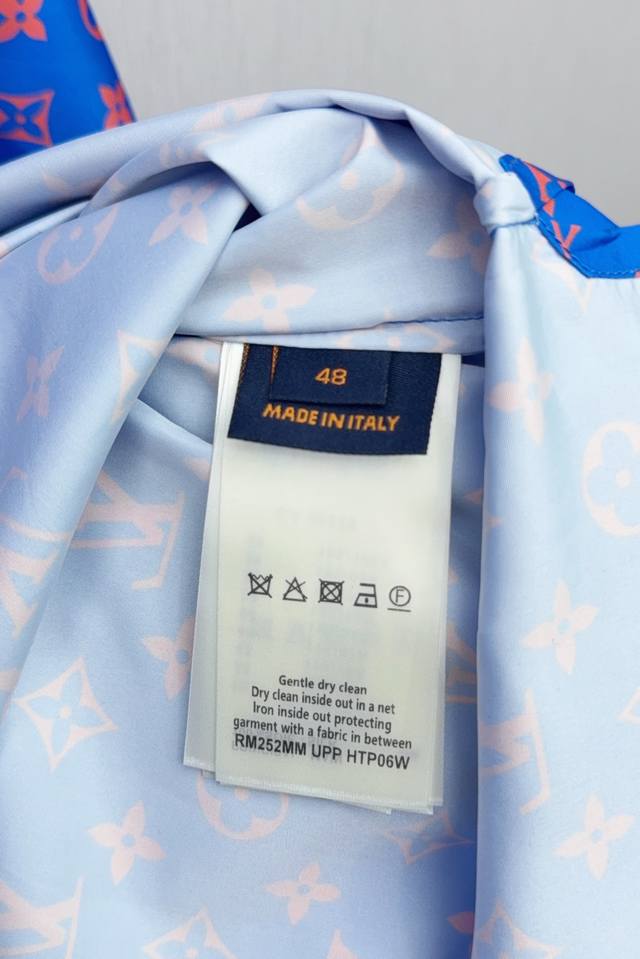 48
MADE IN ITALY
F
Gentle dry clean
Dry clean inside out in a net
Iron inside out protecting
garment with a fabric in between
RM252MM UPP HTP06W